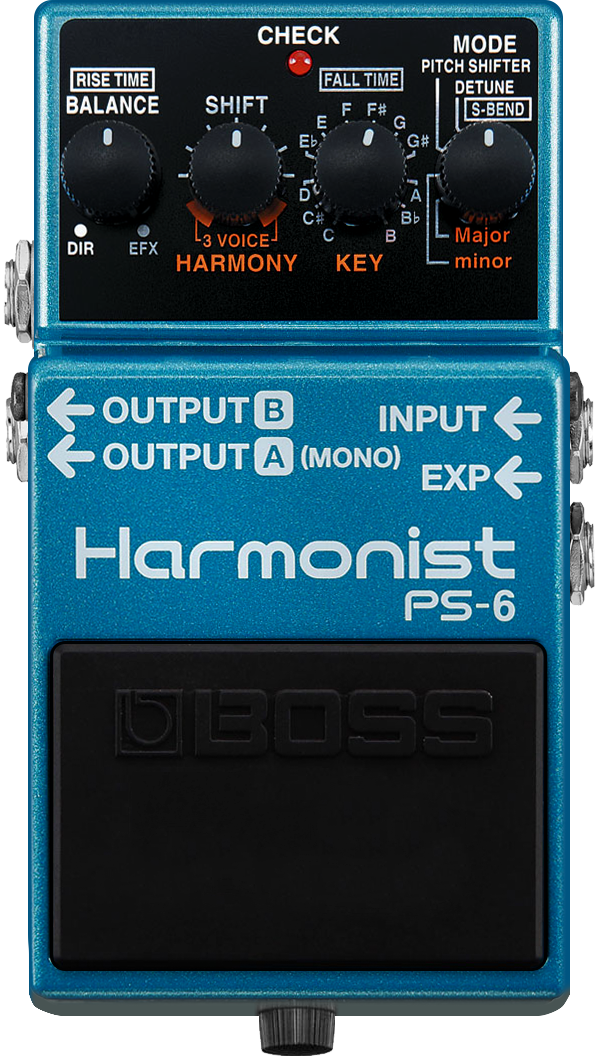 CHECK
MODE
PITCH SHIFTER
DETUNE
S-BEND
RISE TIME
BALANCE
SHIFT
FALL TIME
C
C#
D
E♭
E
F
F#
G
G#
A
B♭
B
DIR
EFX
3 VOICE
HARMONY
KEY
Major
minor
OUTPUT B
INPUT
OUTPUT A (MONO)
EXP
Harmonist
PS-6
BOSS